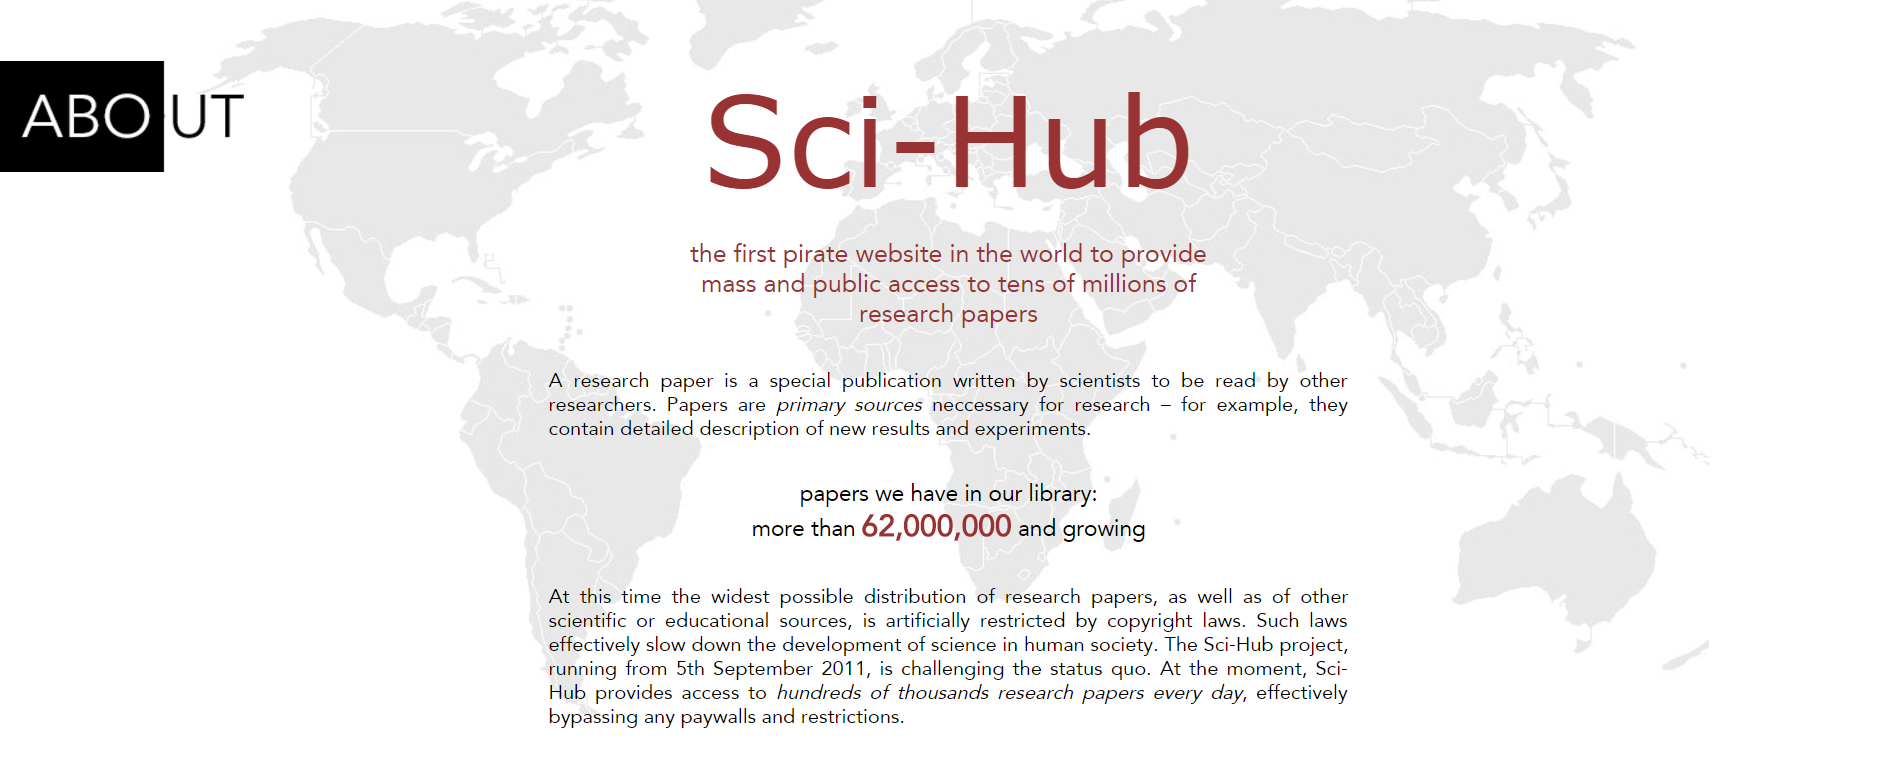 ABOUT
Sci-Hub
the first pirate website in the world to provide
mass and public access to tens of millions of
research papers
A research paper is a special publication written by scientists to be read by other
researchers. Papers are primary sources neccessary for research – for example, they
contain detailed description of new results and experiments.
papers we have in our library:
more than 62,000,000 and growing
At this time the widest possible distribution of research papers, as well as of other
scientific or educational sources, is artificially restricted by copyright laws. Such laws
effectively slow down the development of science in human society. The Sci-Hub project,
running from 5th September 2011, is challenging the status quo. At the moment, Sci-
Hub provides access to hundreds of thousands research papers every day, effectively
bypassing any paywalls and restrictions.